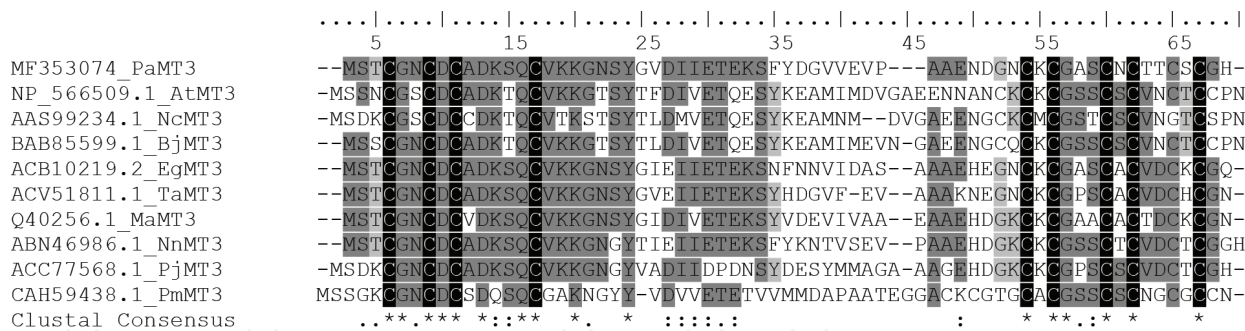 ....|....|....|....|....|....|....|....|....|....|....|....|....|....|
5 15 25 35 45 55 65
MF353074_PaMT3 --MSTCGNCDCADKSQCVKKGNSYGVDIIETEKSFYDGVVEVP---AAENDGNCKCGASCNCTTCSCGH-
NP_566509.1_AtMT3 -MSSNCGSCDCADKTQCVKKGTSYTFDIVETQESYKEAMIMDVGAEENNANCKCKCGSSCSCVNCTCCPN
AAS99234.1_NcMT3 -MSDKCGSCDCCDKTQCVTKSTSYTLDMVETQESYKEAMNM--DVGAEENGCKCMCGSTCSCVNGTCSPN
BAB85599.1_BjMT3 --MSSCGNCDCADKTQCVKKGTSYTLDIVETQESYKEAMIMEVN-GAEENGCQCKCGSSCSCVNCTCCPN
ACB10219.2_EgMT3 --MSTCGNCDCADKSQCVKKGNSYGIEIIETEKSNFNNVIDAS-AAAEHEGNCKCGASCACVDCKCGQ-
ACV51811.1_TaMT3 --MSTCGNCDCADKSQCVKKGNSYGVEIIETEKSYHDGVF-EV--AAAKNEGNCKCGPSCACVDCHCGN-
Q40256.1_MaMT3 --MSTCGNCDCVDKSQCVKKGNSYGIDIVETEKSYVDEVIVAA--EAAEHDGKCKCGAACACTDCKCGN-
ABN46986.1_NnMT3 --MSTCGNCDCADKSQCVKKGNGYTIEIIETEKSFYKNTVSEV--PAAEHDGKCKCGSSCTCVDCTCGGH
ACC77568.1_PjMT3 -MSDKCGNCDCADKSQCVKKGNGYVADIIDPDNSYDESYMMAGA-AAGEHDGKCKCGPSCSCVDCTCGH-
CAH59438.1_PmMT3 MSSGKCGNCDCSDQSQCGAKNGYY-VDVVETETVVMMDAPAATEGGACKCGTGCACGSSCSCNGCGCCN-
Clustal Consensus ..**.*** *::** *. * :::::: : * **.:* * *